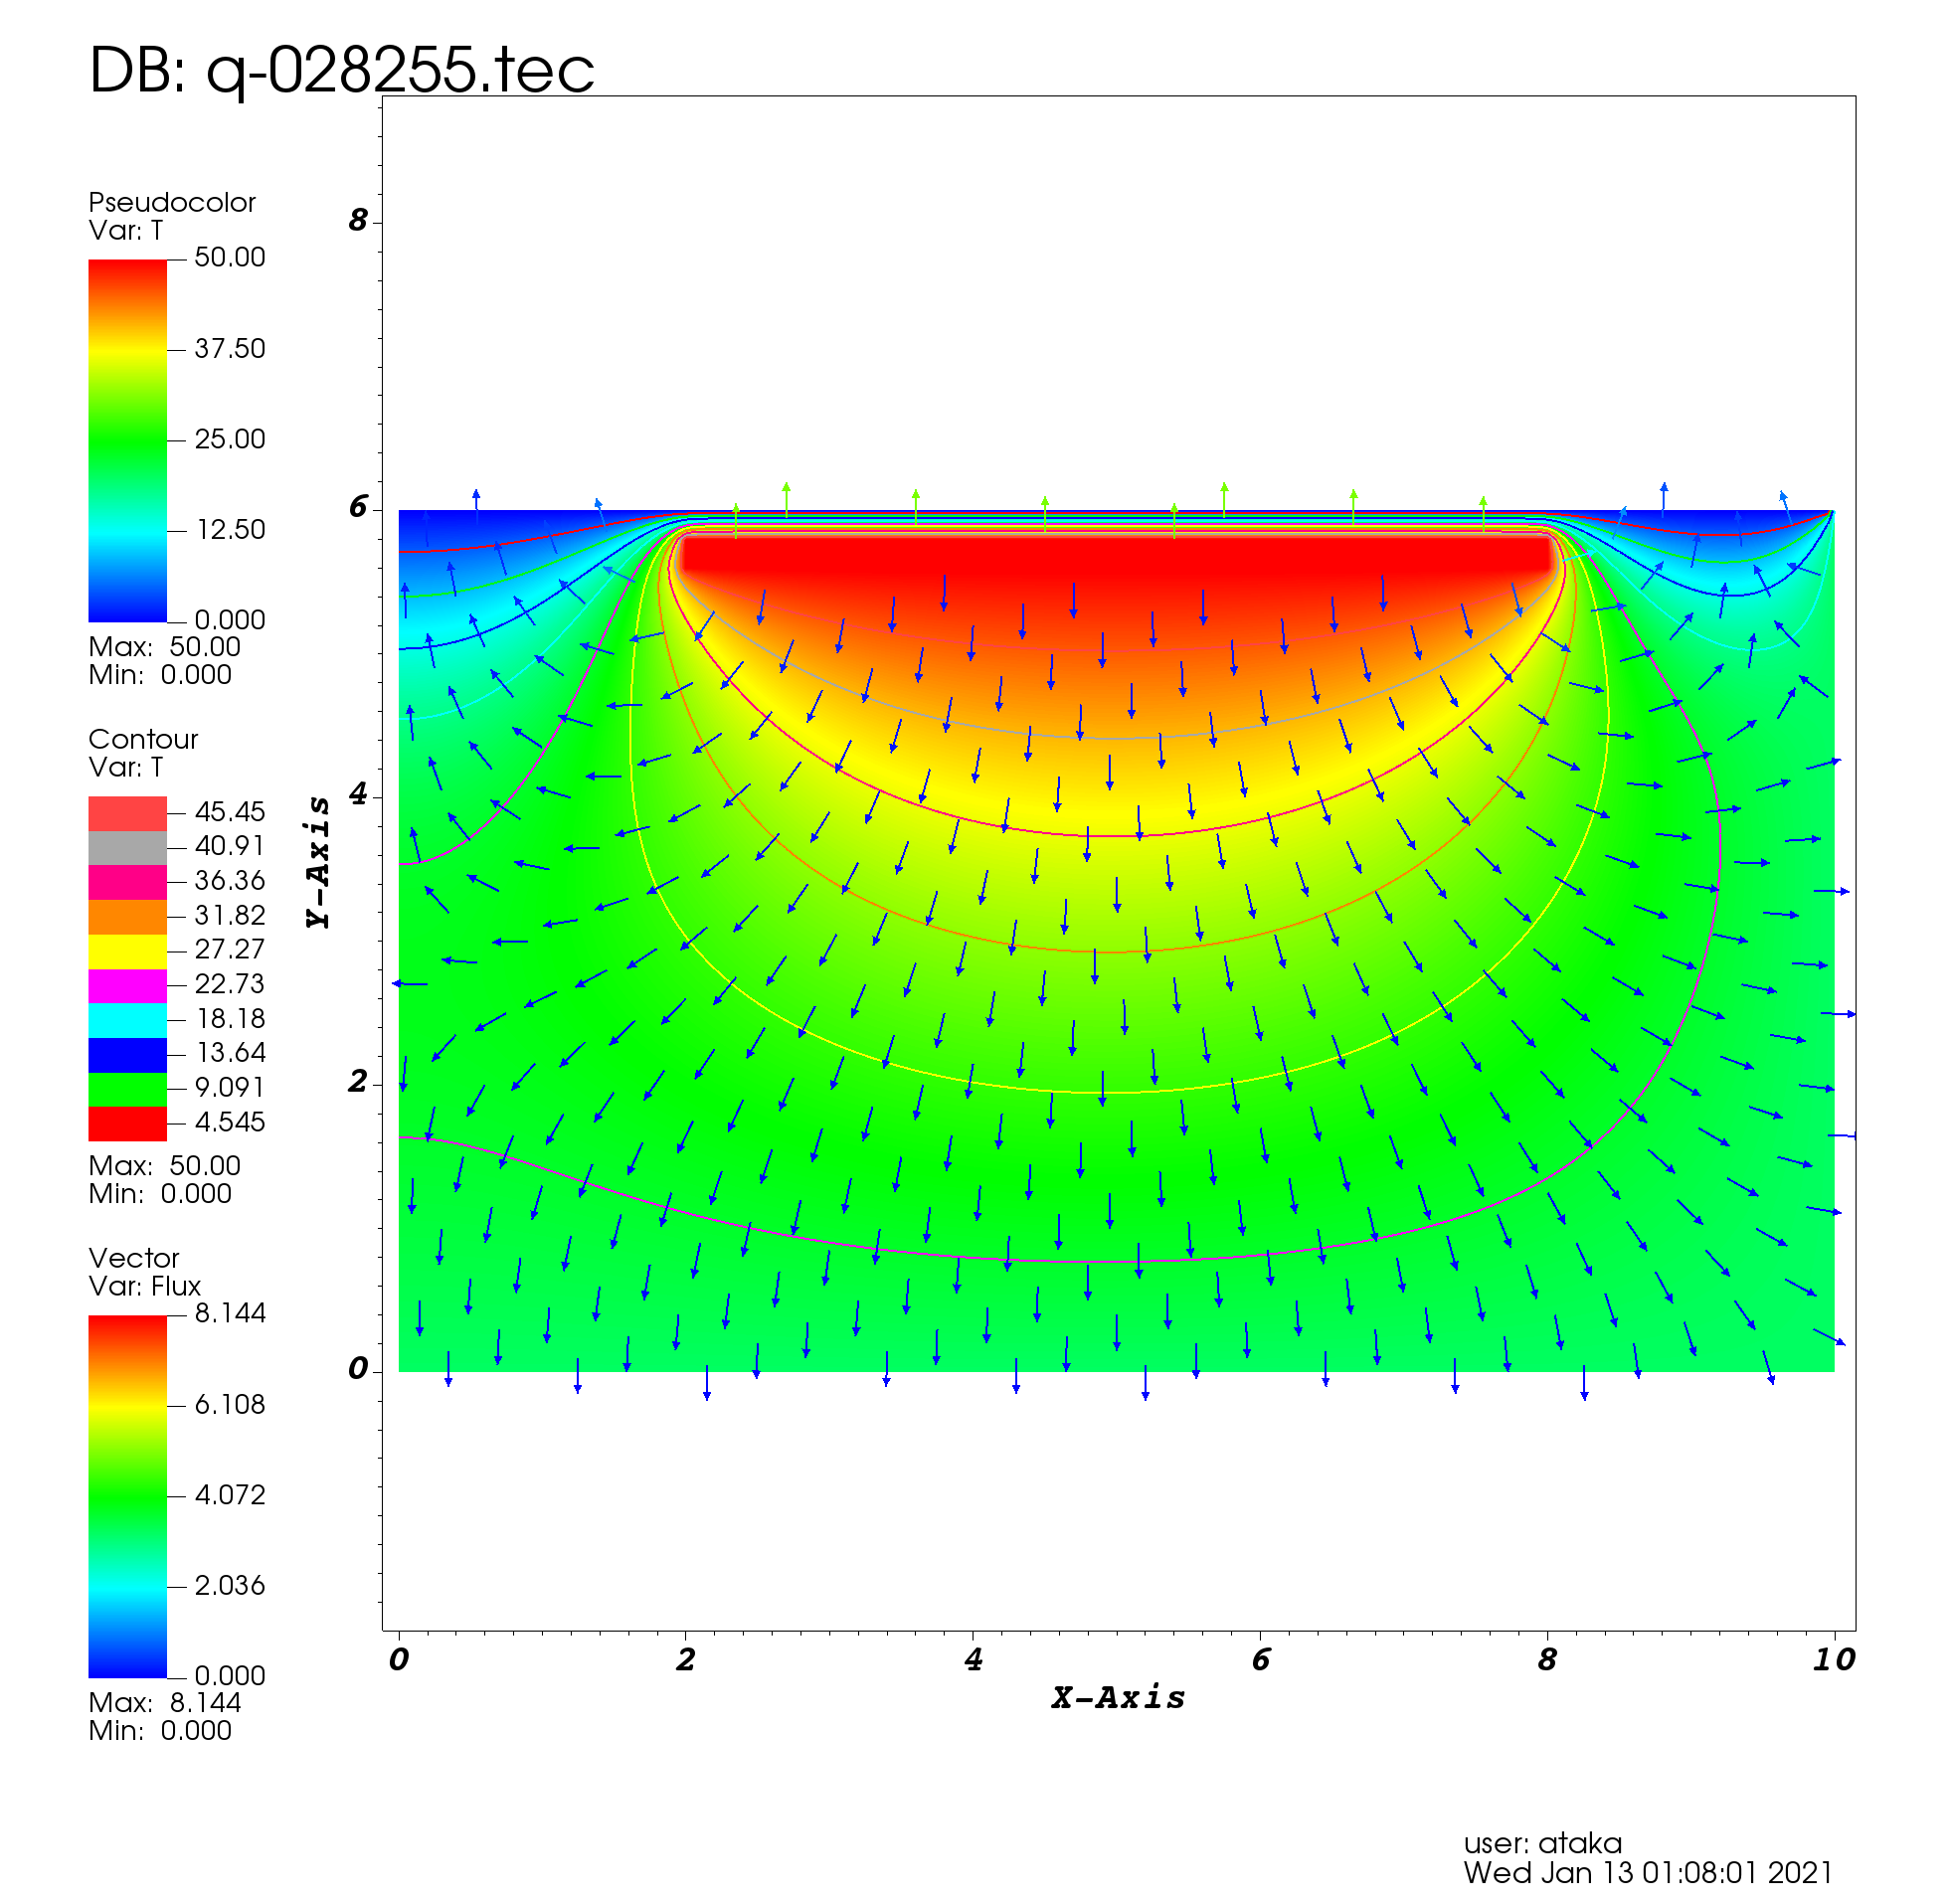 DB: q-028255.tec
Pseudocolor
Var: T
50.00
37.50
25.00
12.50
0.000
Max: 50.00
Min: 0.000
Contour
Var: T
45.45
40.91
36.36
31.82
27.27
22.73
18.18
13.64
9.091
4.545
Max: 50.00
Min: 0.000
Vector
Var: Flux
8.144
6.108
4.072
2.036
0.000
Max: 8.144
Min: 0.000
Y-Axis
8
6
4
2
0
0 2 4 6 8 10
X-Axis
user: ataka
Wed Jan 13 01:08:01 2021